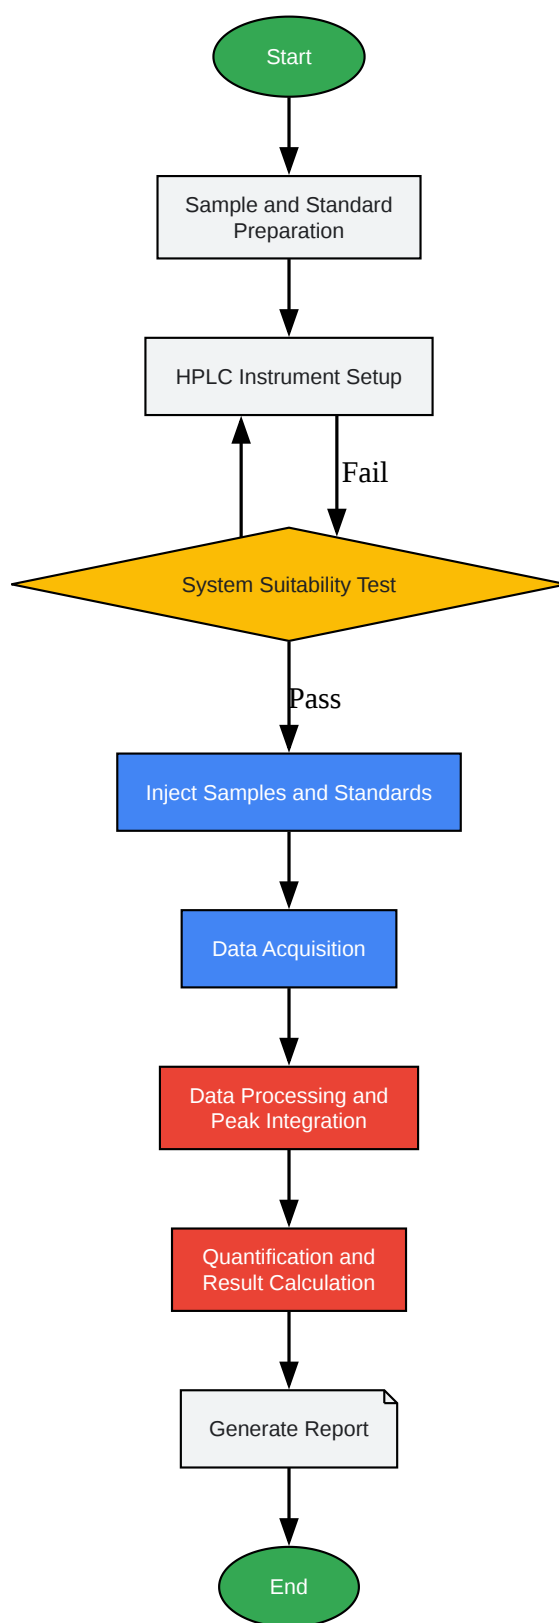 Start
Sample and Standard
Preparation
HPLC Instrument Setup
Fail
System Suitability Test
Pass
Inject Samples and Standards
Data Acquisition
Data Processing and
Peak Integration
Quantification and
Result Calculation
Generate Report
End